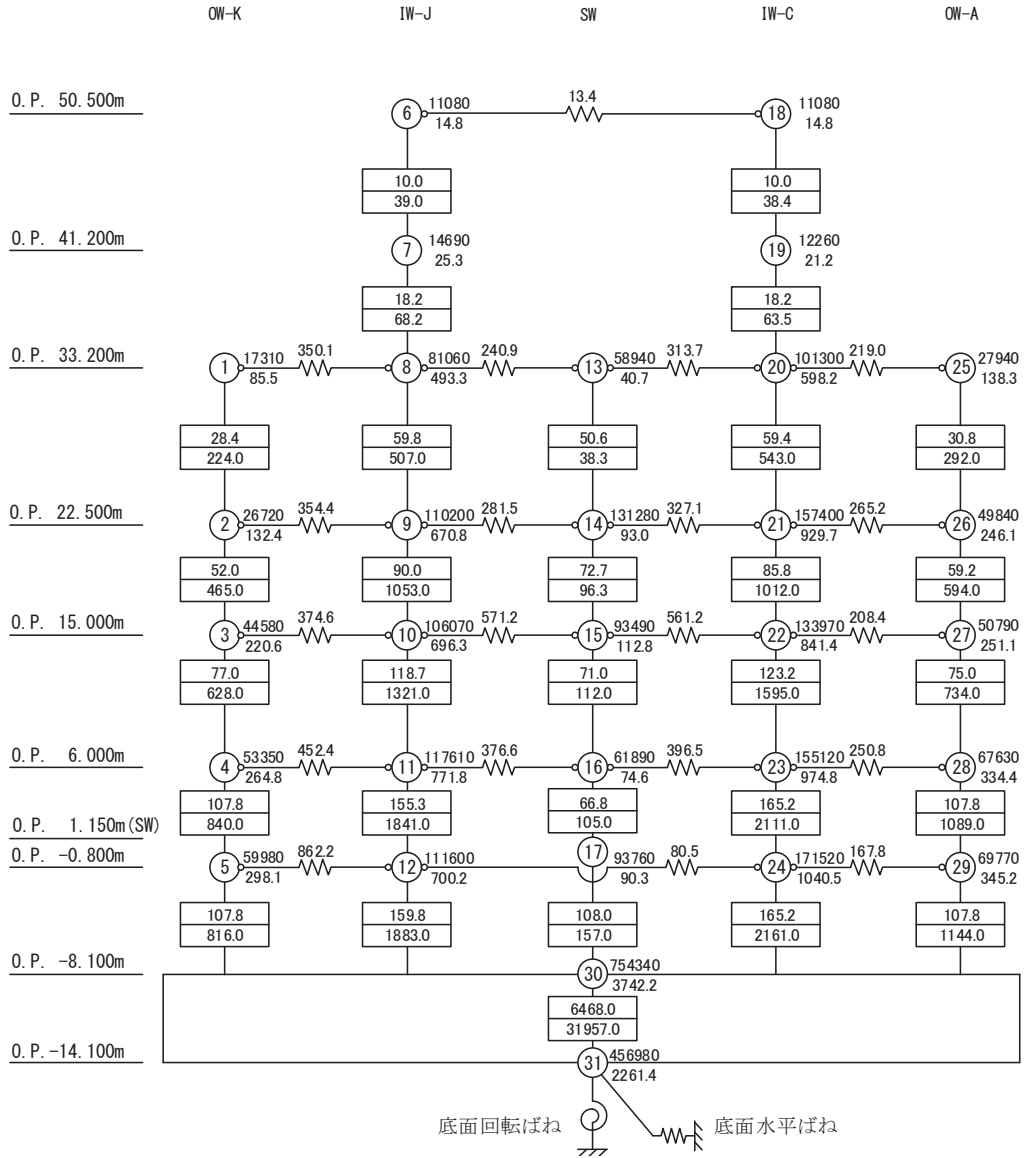 OW-K IW-J SW IW-C OW-A
O.P. 50.500m 6 11080 13.4 18 11080
14.8 14.8
10.0 10.0
39.0 38.4
O.P. 41.200m 7 14690 19 12260
25.3 21.2
18.2 18.2
68.2 63.5
O.P. 33.200m 1 17310 350.1 8 81060 240.9 13 58940 313.7 20 101300 219.0 25 27940
85.5 493.3 40.7 598.2 138.3
28.4 59.8 50.6 59.4 30.8
224.0 507.0 38.3 543.0 292.0
O.P. 22.500m 2 26720 354.4 9 110200 281.5 14 131280 327.1 21 157400 265.2 26 49840
132.4 670.8 93.0 929.7 246.1
52.0 90.0 72.7 85.8 59.2
465.0 1053.0 96.3 1012.0 594.0
O.P. 15.000m 3 44580 374.6 10 106070 571.2 15 93490 561.2 22 133970 208.4 27 50790
220.6 696.3 112.8 841.4 251.1
77.0 118.7 71.0 123.2 75.0
628.0 1321.0 112.0 1595.0 734.0
O.P. 6.000m 4 53350 452.4 11 117610 376.6 16 61890 396.5 23 155120 250.8 28 67630
264.8 771.8 74.6 974.8 334.4
107.8 155.3 66.8 165.2 107.8
840.0 1841.0 105.0 2111.0 1089.0
O.P. 1.150m(SW) 17
O.P. -0.800m 5 59980 862.2 12 111600 93760 80.5 24 171520 167.8 29 69770
298.1 700.2 90.3 1040.5 345.2
107.8 159.8 108.0 165.2 107.8
816.0 1883.0 157.0 2161.0 1144.0
O.P. -8.100m 30 754340
3742.2
6468.0
31957.0
O.P.-14.100m 31 456980
2261.4
底面回転ばね 底面水平ばね